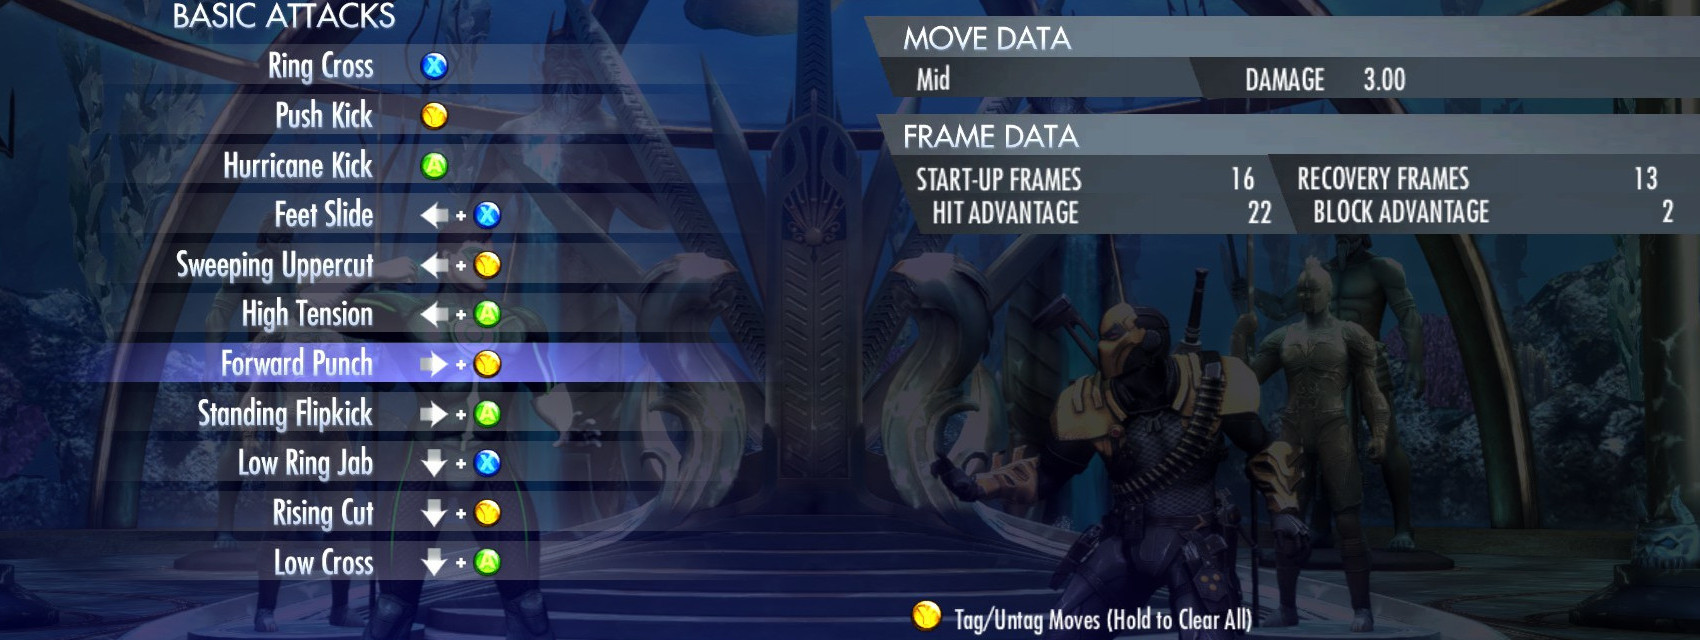 BASIC ATTACKS
Ring Cross X
Push Kick Y
Hurricane Kick A
Feet Slide + X
Sweeping Uppercut + Y
High Tension + A
Forward Punch + Y
Standing Flipkick + A
Low Ring Jab + X
Rising Cut + Y
Low Cross + A
MOVE DATA
Mid DAMAGE 3.00
FRAME DATA
START-UP FRAMES 16 RECOVERY FRAMES 13
HIT ADVANTAGE 22 BLOCK ADVANTAGE 2
Y Tag/Untag Moves (Hold to Clear All)